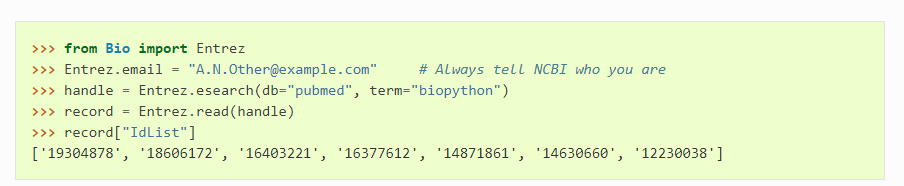 >>> from Bio import Entrez
>>> Entrez.email = "A.N.Other@example.com"     # Always tell NCBI who you are
>>> handle = Entrez.esearch(db="pubmed", term="biopython")
>>> record = Entrez.read(handle)
>>> record["IdList"]
['19304878', '18606172', '16403221', '16377612', '14871861', '14630660', '12230038']